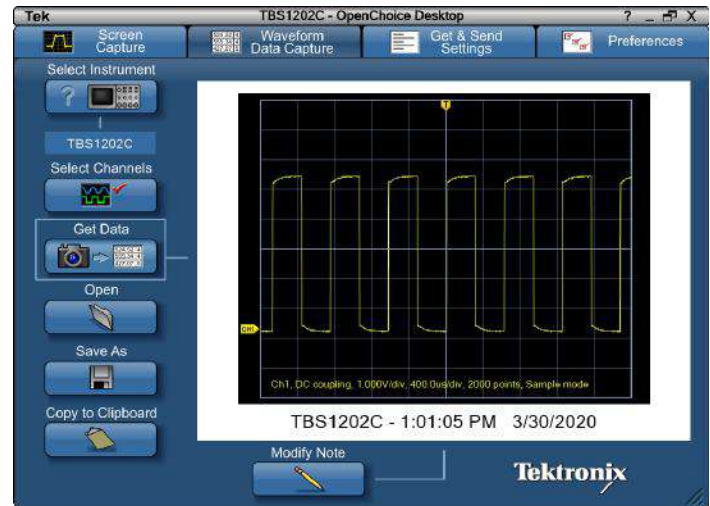 Tek TBS1202C - OpenChoice Desktop ? _ X
Screen
Capture
Waveform
Data Capture
Get & Send
Settings
Preferences
Select Instrument
?
TBS1202C
Select Channels
Get Data
Open
Save As
Copy to Clipboard
T
CH1
Ch1, DC coupling, 1.000V/div, 400.0us/div, 2000 points, Sample mode
TBS1202C - 1:01:05 PM 3/30/2020
Modify Note
Tektronix